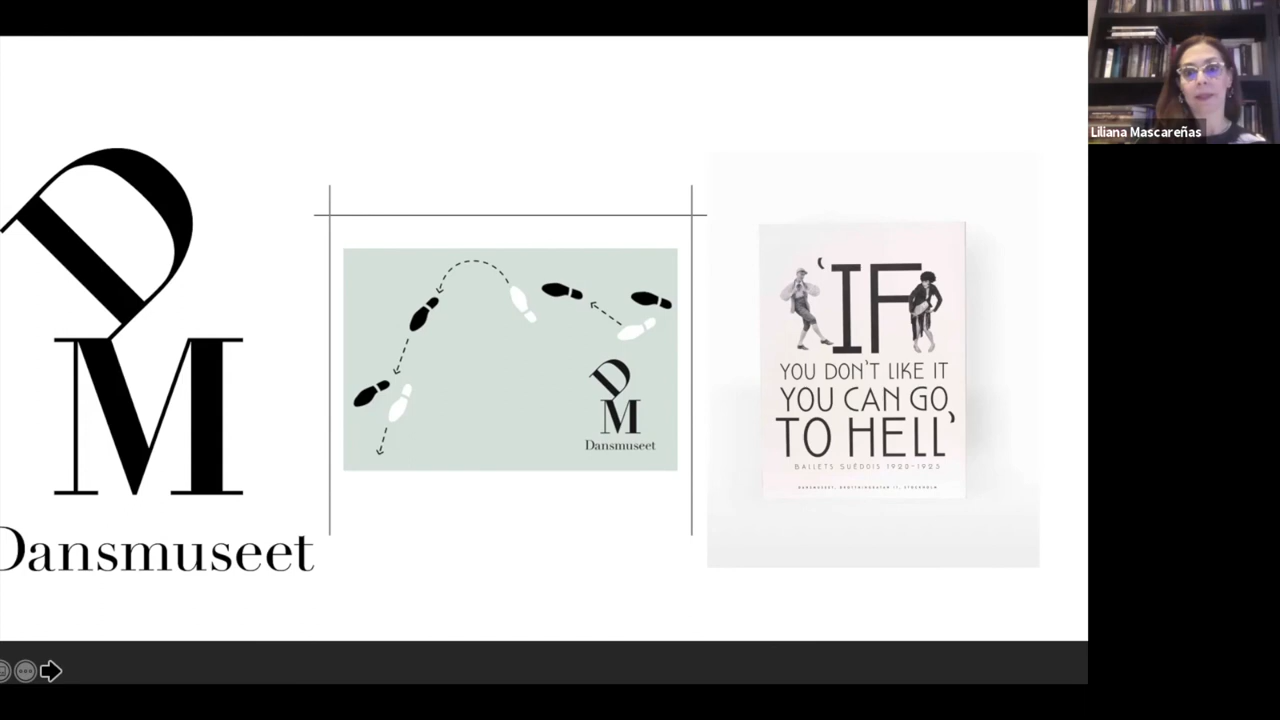 Liliana Mascareñas
D
M
Dansmuseet
D
M
Dansmuseet
'IF
YOU DON'T LIKE IT
YOU CAN GO
TO HELL'
BALLETS SUÉDOIS 1920-1925